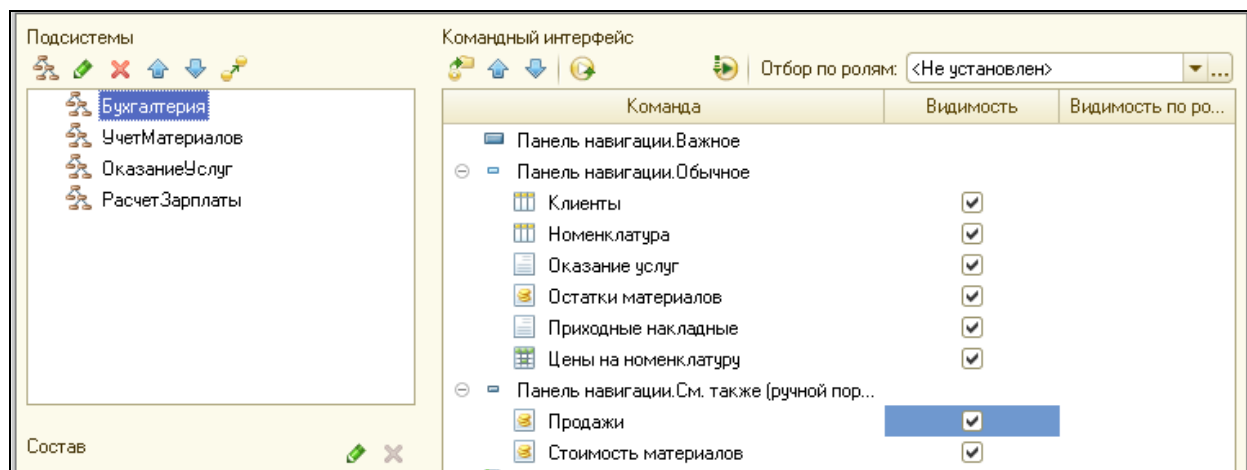 Подсистемы
Бухгалтерия
УчетМатериалов
ОказаниеУслуг
РасчетЗарплаты
Состав
Командный интерфейс
Отбор по ролям: <Не установлен> ...
Команда Видимость Видимость по ро...
Панель навигации.Важное
Панель навигации.Обычное
Клиенты
Номенклатура
Оказание услуг
Остатки материалов
Приходные накладные
Цены на номенклатуру
Панель навигации.См. также (ручной пор...
Продажи
Стоимость материалов